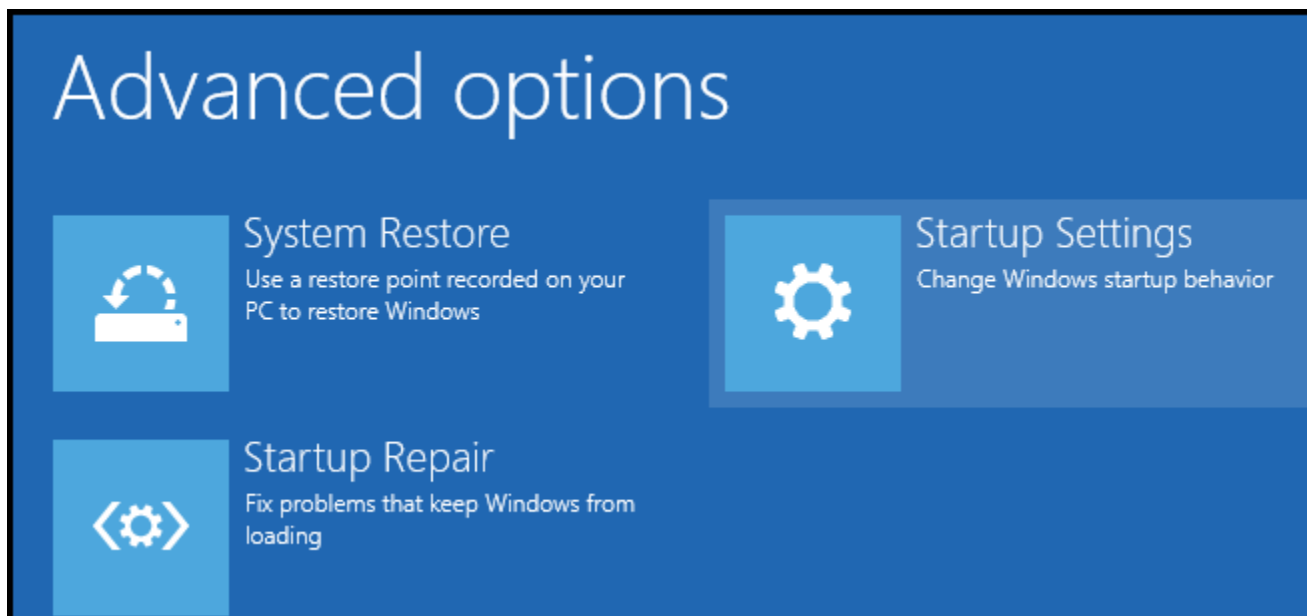 Advanced options
System Restore
Use a restore point recorded on your
PC to restore Windows
Startup Settings
Change Windows startup behavior
Startup Repair
Fix problems that keep Windows from
loading